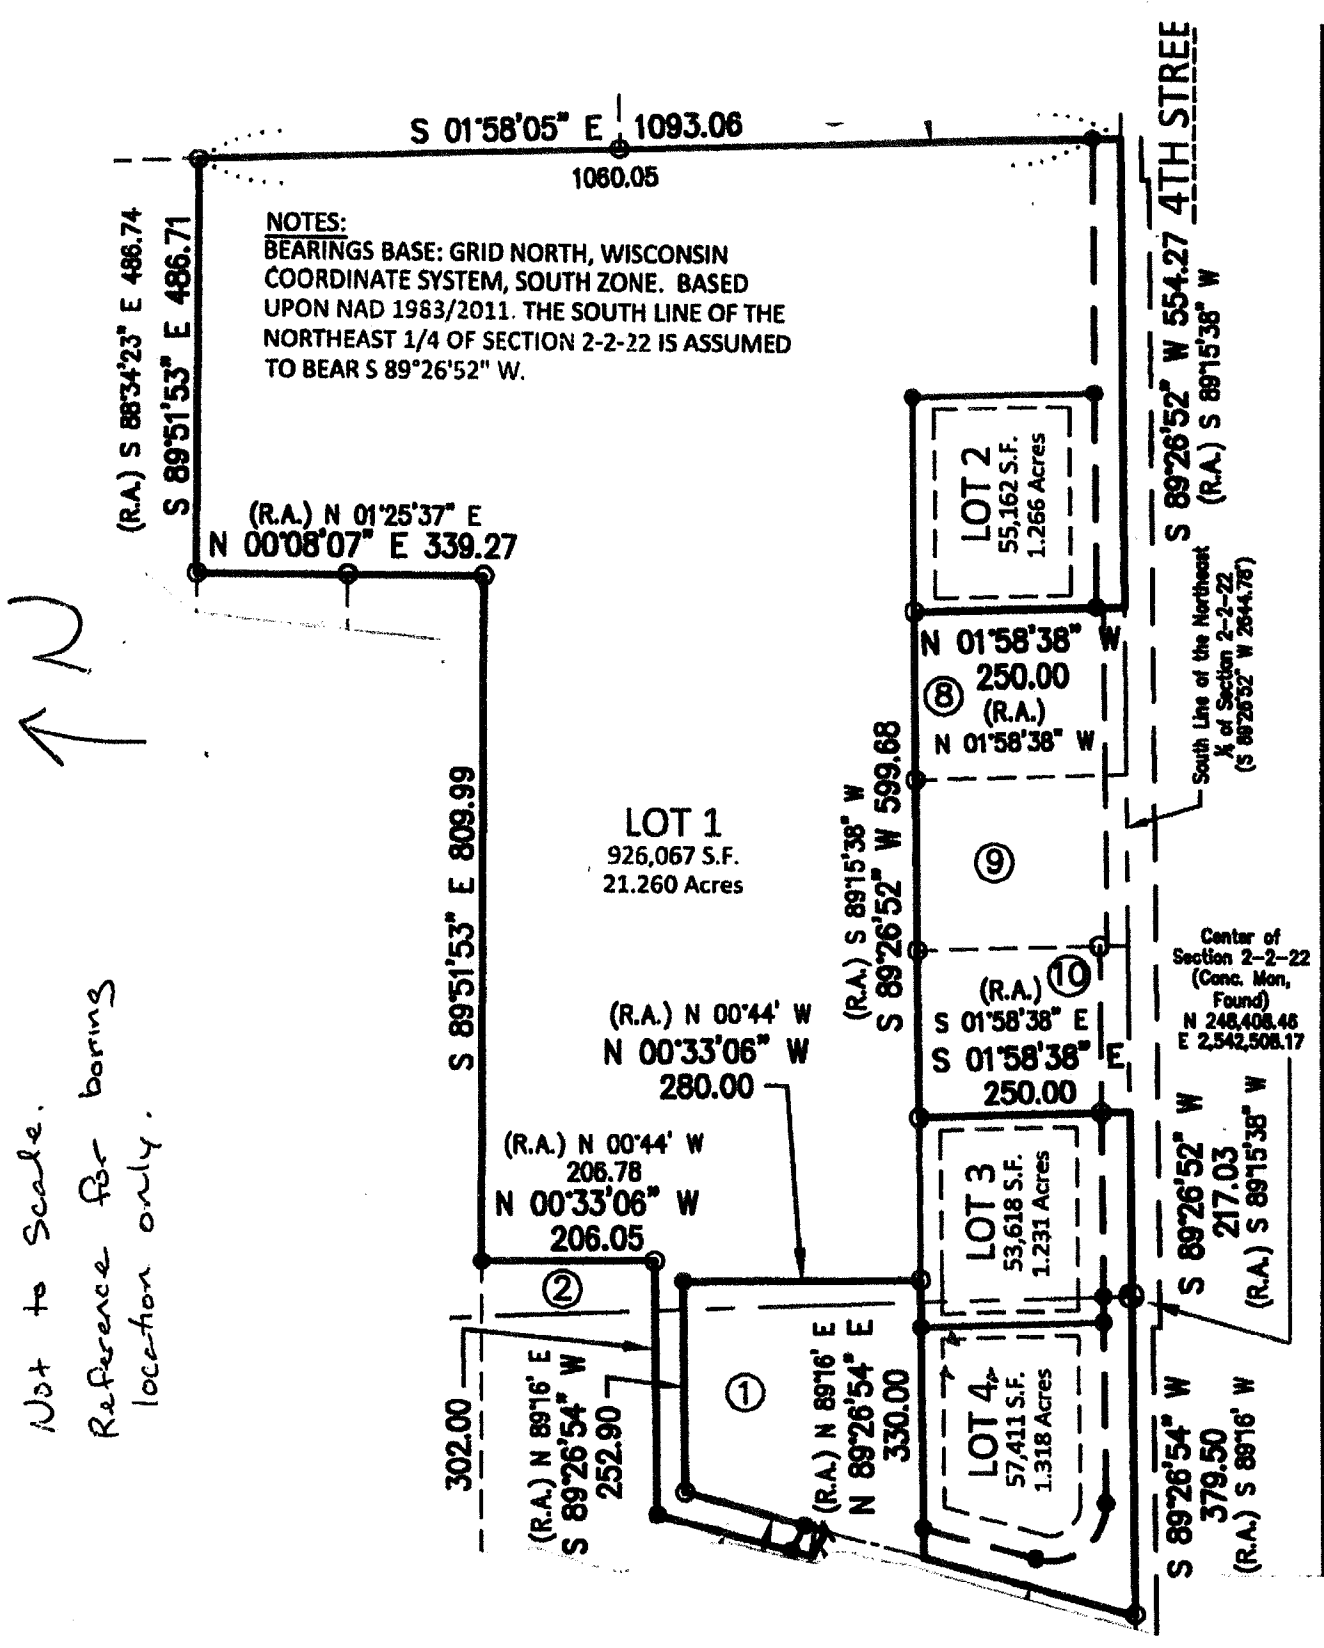 S 01°58'05" E 1093.06
1060.05
4TH STREE
NOTES:
BEARINGS BASE: GRID NORTH, WISCONSIN
COORDINATE SYSTEM, SOUTH ZONE. BASED
UPON NAD 1983/2011. THE SOUTH LINE OF THE
NORTHEAST 1/4 OF SECTION 2-2-22 IS ASSUMED
TO BEAR S 89°26'52" W.
(R.A.) S 88°34'23" E 486.74
S 89°51'53" E 486.71
(R.A.) N 01°25'37" E
N 00°08'07" E 339.27
S 89°26'52" W 554.27
(R.A.) S 89°15'38" W
LOT 2
55,162 S.F.
1.266 Acres
N
N 01°58'38" W
250.00
(R.A.)
N 01°58'38" W
8
South Line of the Northeast
¼ of Section 2-2-22
(S 89°26'52" W 2644.78')
S 89°51'53" E 809.99
LOT 1
926,067 S.F.
21.260 Acres
(R.A.) S 89°15'38" W
S 89°26'52" W 599.68
9
Center of
Section 2-2-22
(Conc. Mon,
Found)
N 246,406.46
E 2,542,506.17
10
(R.A.)
S 01°58'38" E
S 01°58'38" E
250.00
(R.A.) N 00°44' W
N 00°33'06" W
280.00
(R.A.) N 00°44' W
206.78
N 00°33'06" W
206.05
Not to Scale.
Reference for boring
location only.
2
LOT 3
53,618 S.F.
1.231 Acres
S 89°26'52" W
217.03
(R.A.) S 89°15'38" W
302.00
(R.A.) N 89°16' E
S 89°26'54" W
252.90
1
(R.A.) N 89°16' E
N 89°26'54" E
330.00
LOT 4
57,411 S.F.
1.318 Acres
S 89°26'54" W
379.50
(R.A.) S 89°16' W